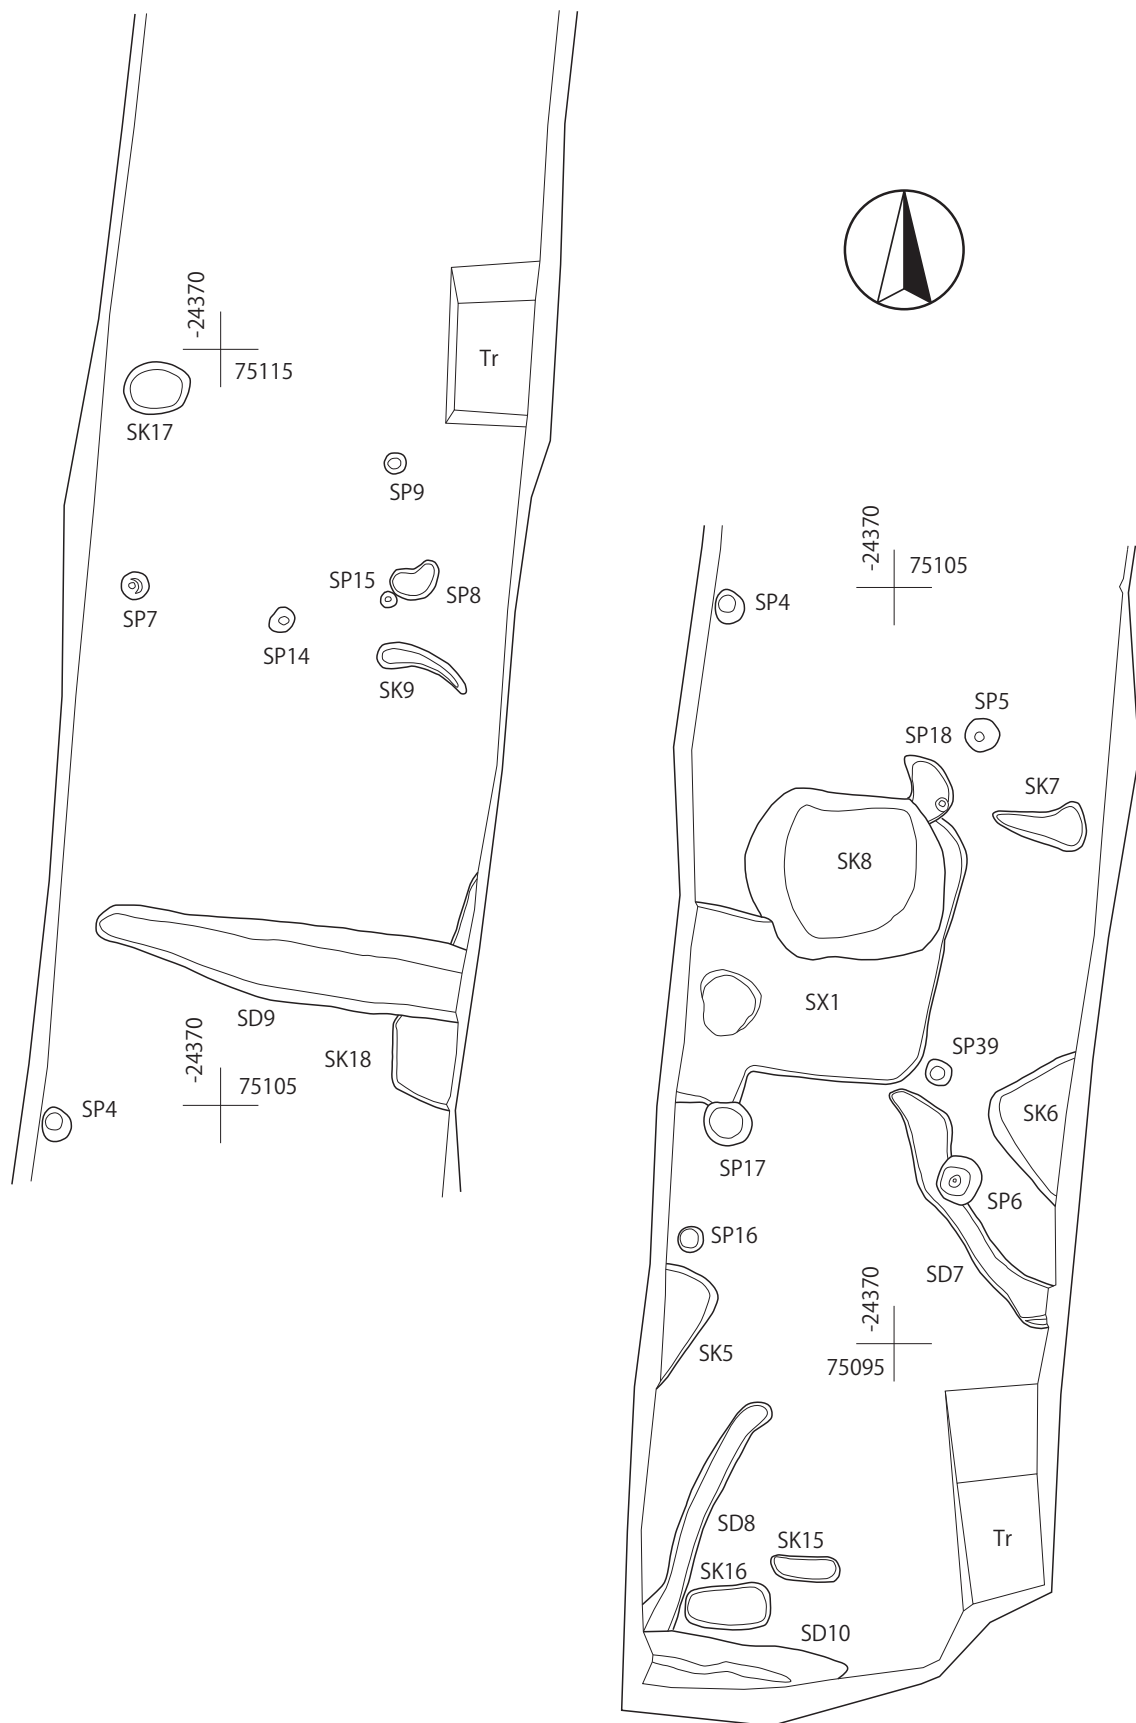 -24370
75115
Tr
SK17
SP9
SP15
SP8
SP7
SP14
SK9
SD9
SK18
-24370
75105
SP4
-24370
75105
SP4
SP5
SP18
SK7
SK8
SX1
SP39
SK6
SP17
SP6
SP16
SD7
-24370
75095
SK5
SD8
SK15
Tr
SK16
SD10